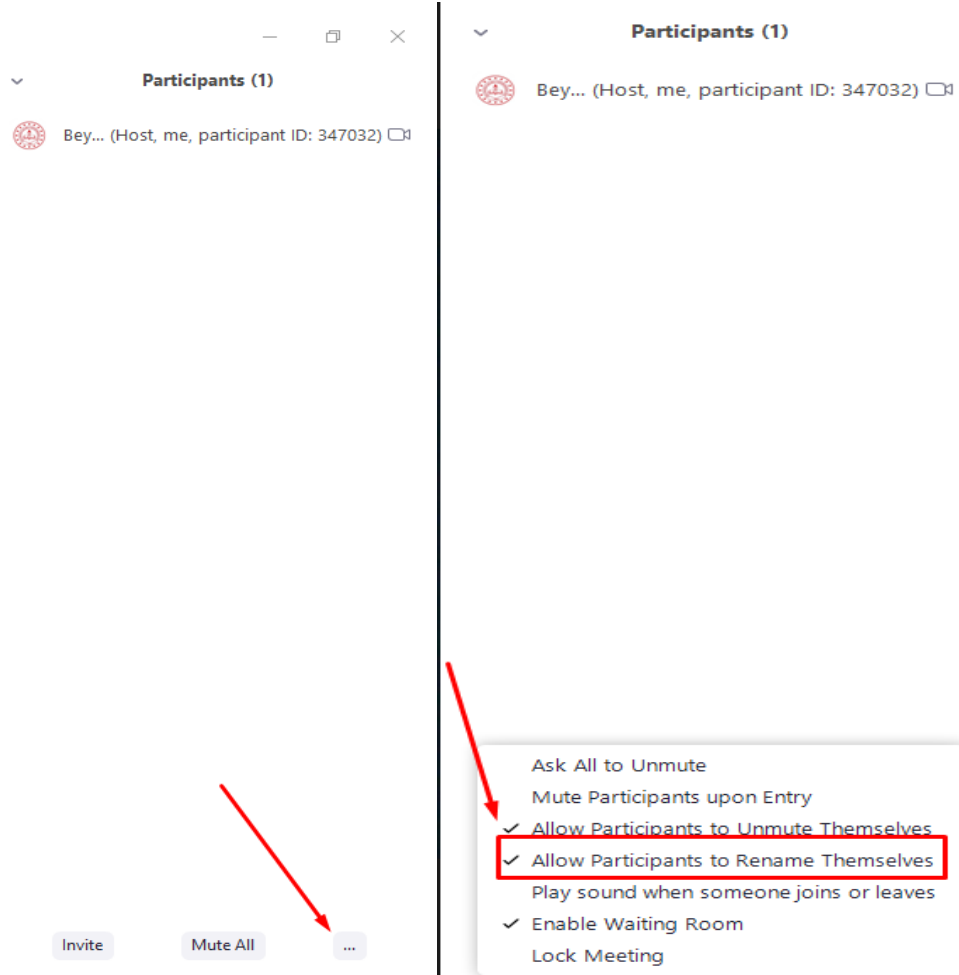 Participants (1)
Bey... (Host, me, participant ID: 347032)
Invite
Mute All
...
Participants (1)
Bey... (Host, me, participant ID: 347032)
Ask All to Unmute
Mute Participants upon Entry
Allow Participants to Unmute Themselves
Allow Participants to Rename Themselves
Play sound when someone joins or leaves
Enable Waiting Room
Lock Meeting